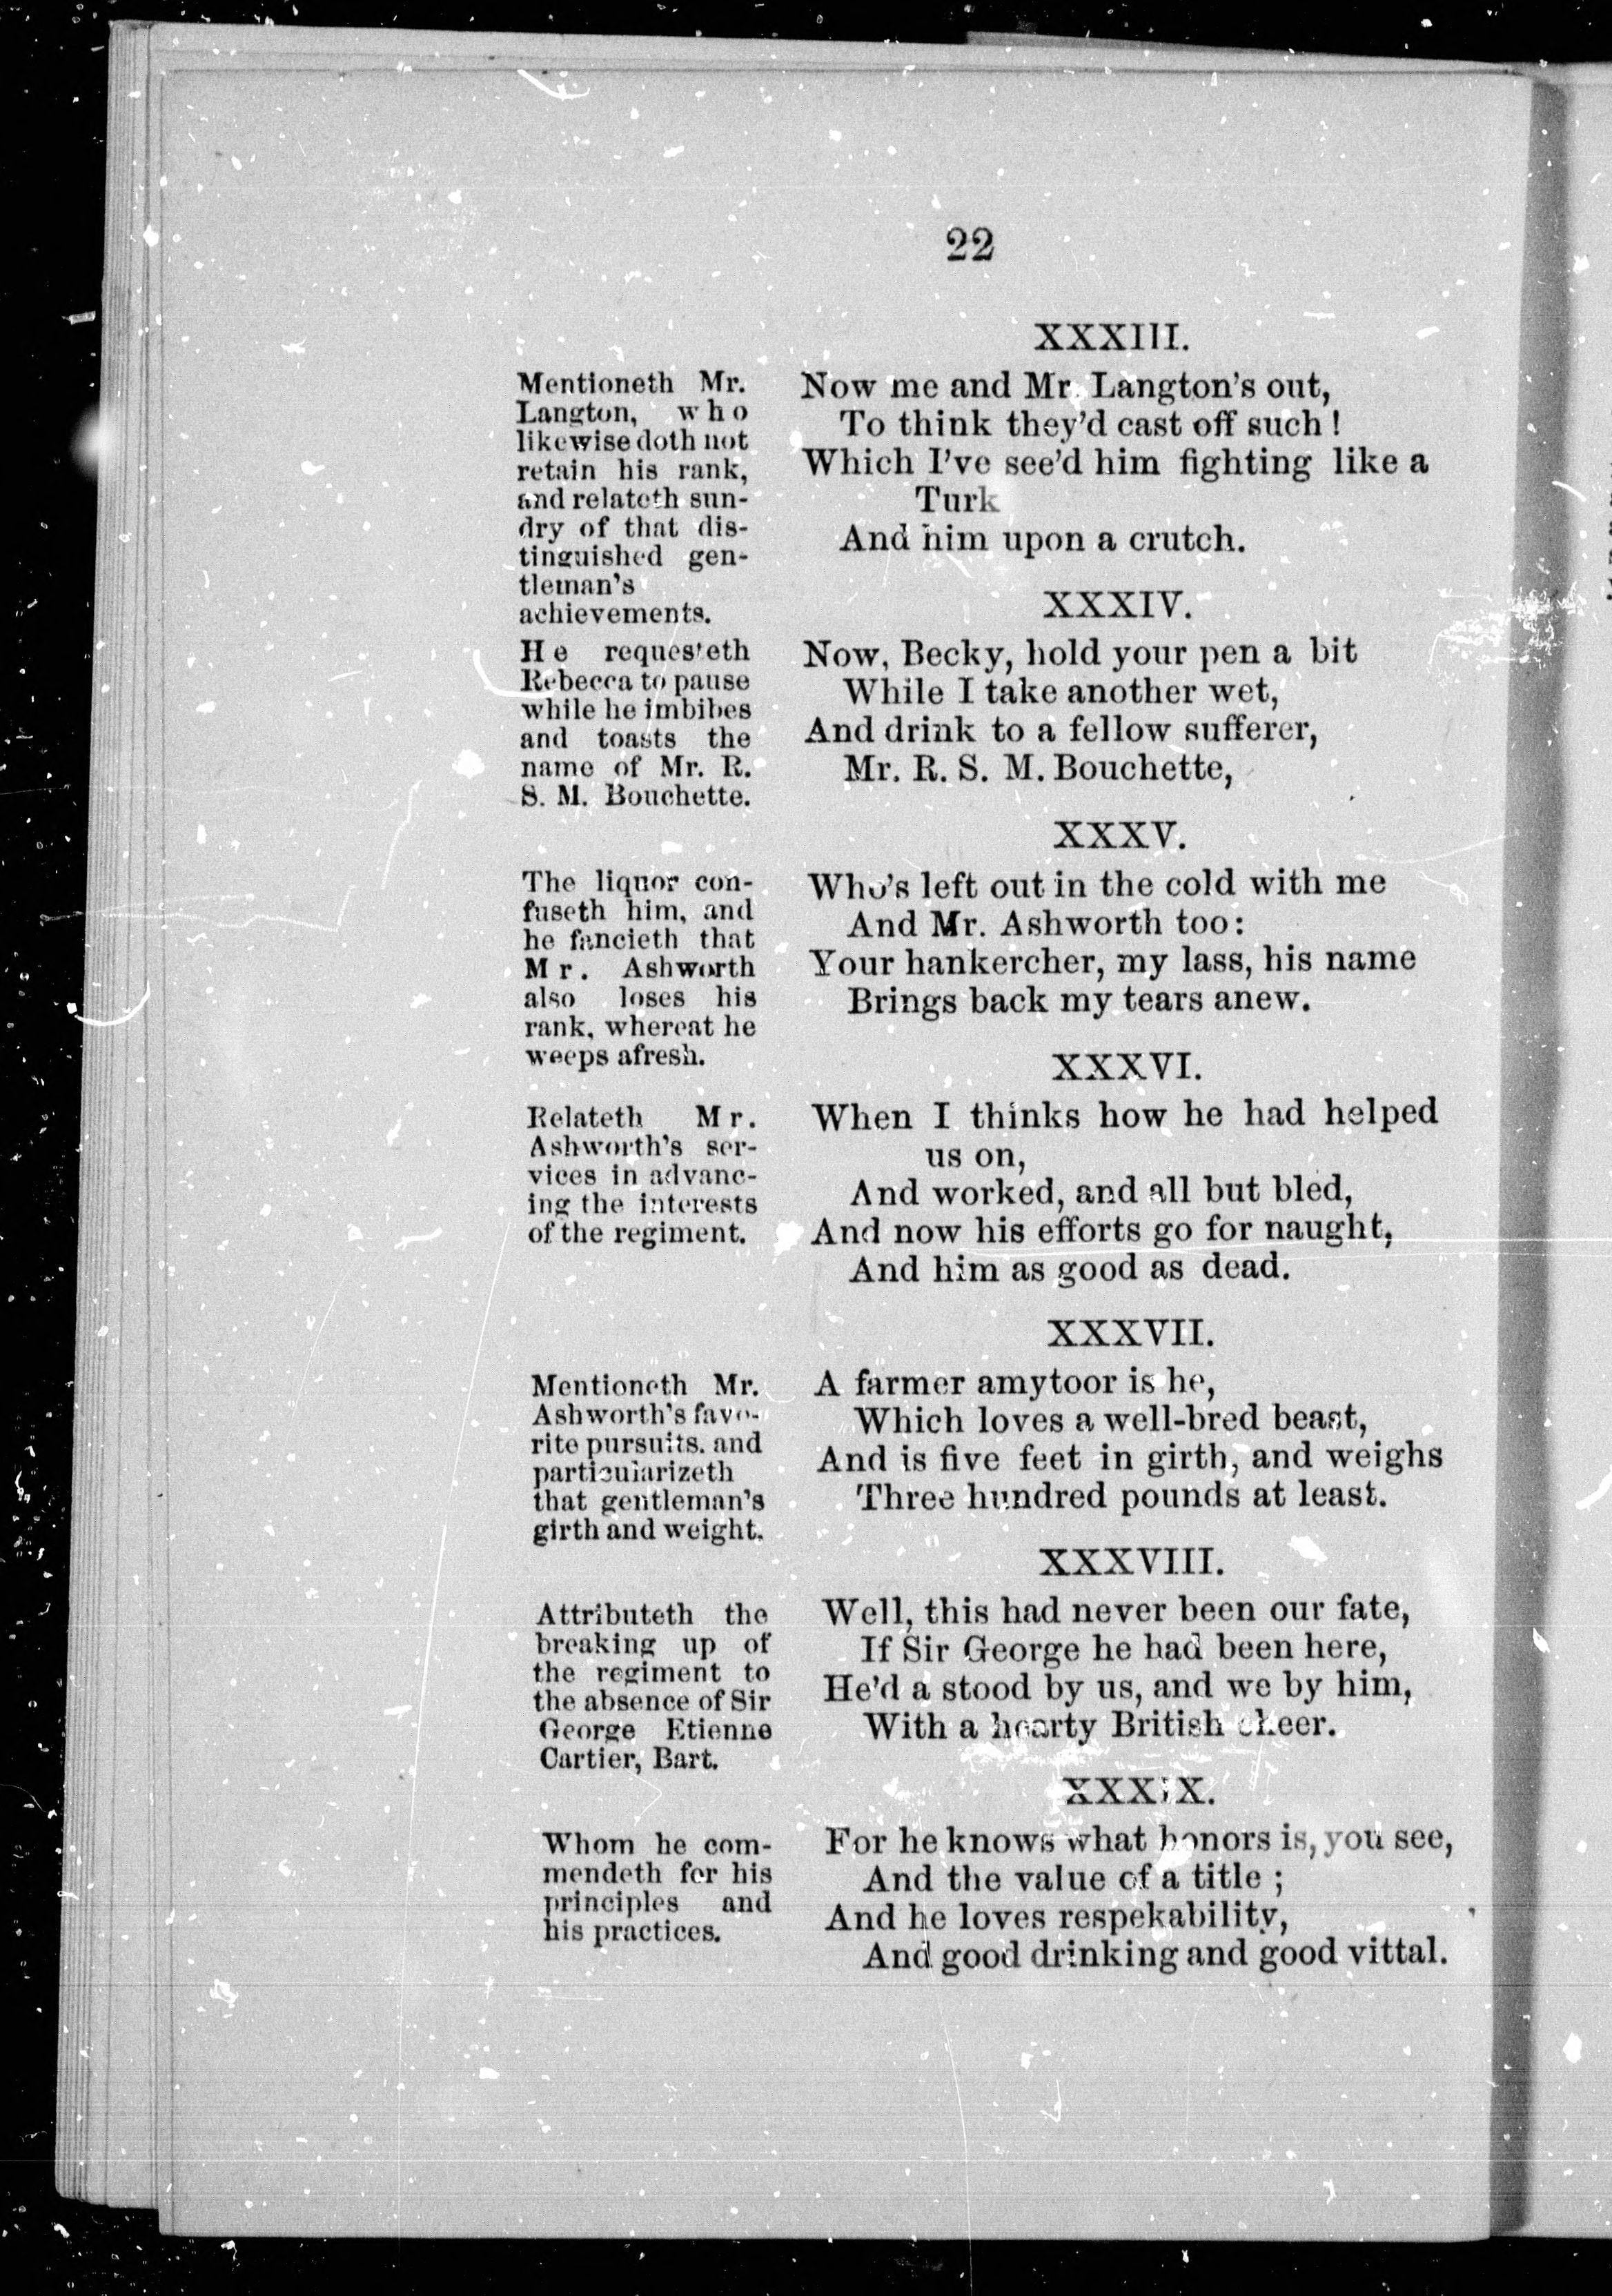 22
XXXIII.
Mentioneth Mr.
Langton, who
likewise doth not
retain his rank,
and relateth sun-
dry of that dis-
tinguished gen-
tleman's
achievements.
Now me and Mr. Langton's out,
To think they'd cast off such!
Which I've see'd him fighting like a
Turk
And him upon a crutch.
XXXIV.
He requesteth
Rebecca to pause
while he imbibes
and toasts the
name of Mr. R.
S. M. Bouchette.
Now, Becky, hold your pen a bit
While I take another wet,
And drink to a fellow sufferer,
Mr. R. S. M. Bouchette,
XXXV.
The liquor con-
fuseth him, and
he fancieth that
Mr. Ashworth
also loses his
rank, whereat he
weeps afresh.
Who's left out in the cold with me
And Mr. Ashworth too:
Your hankercher, my lass, his name
Brings back my tears anew.
XXXVI.
Relateth Mr.
Ashworth's ser-
vices in advanc-
ing the interests
of the regiment.
When I thinks how he had helped
us on,
And worked, and all but bled,
And now his efforts go for naught,
And him as good as dead.
XXXVII.
Mentioneth Mr.
Ashworth's favo-
rite pursuits. and
particularizeth
that gentleman's
girth and weight.
A farmer amytoor is he,
Which loves a well-bred beast,
And is five feet in girth, and weighs
Three hundred pounds at least.
XXXVIII.
Attributeth the
breaking up of
the regiment to
the absence of Sir
George Etienne
Cartier, Bart.
Well, this had never been our fate,
If Sir George he had been here,
He'd a stood by us, and we by him,
With a hearty British cheer.
XXXIX.
Whom he com-
mendeth for his
principles and
his practices.
For he knows what honors is, you see,
And the value of a title;
And he loves respekability,
And good drinking and good vittal.